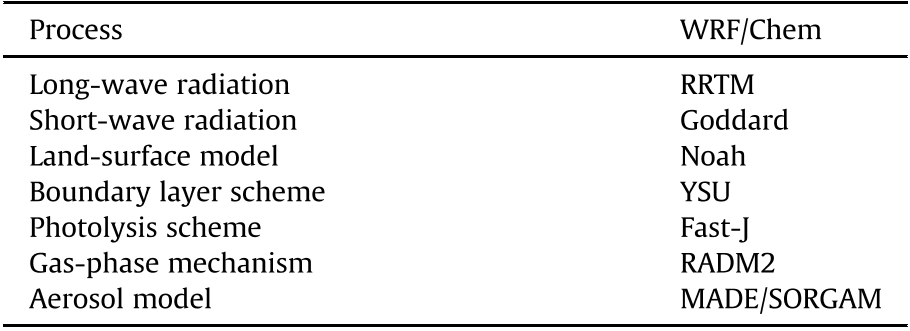 Process WRF/Chem
Long-wave radiation RRTM
Short-wave radiation Goddard
Land-surface model Noah
Boundary layer scheme YSU
Photolysis scheme Fast-J
Gas-phase mechanism RADM2
Aerosol model MADE/SORGAM